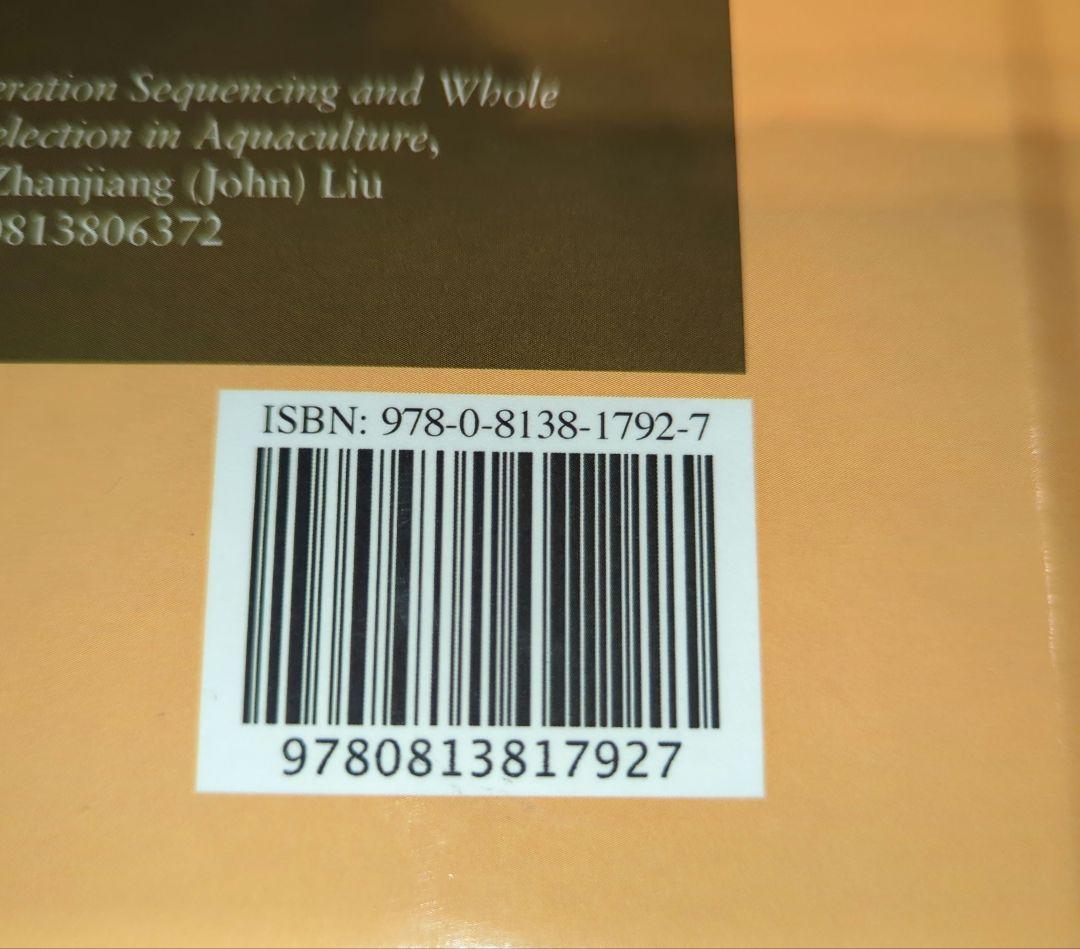 eration Sequencing and Whole
election in Aquaculture,
Zhanjiang (John) Liu
0813806372
ISBN: 978-0-8138-1792-7
9780813817927